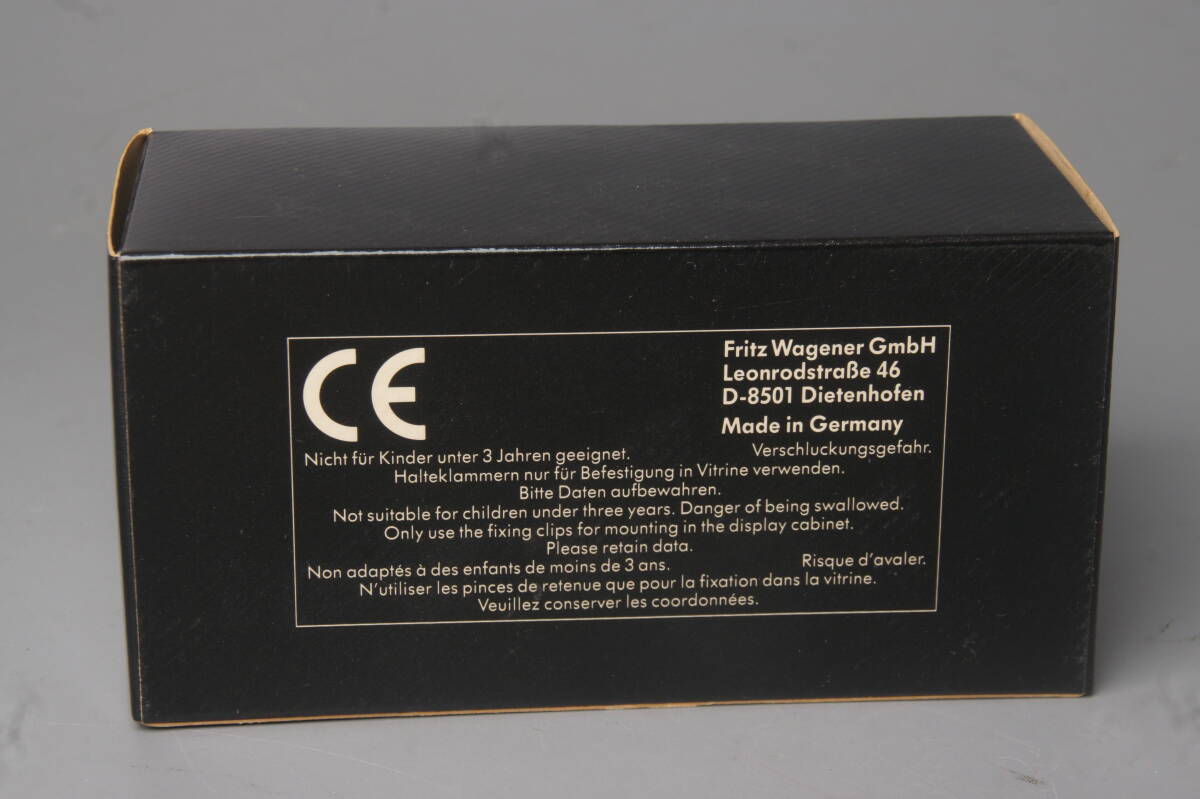 CE
Fritz Wagener GmbH
Leonrodstraße 46
D-8501 Dietenhofen
Made in Germany
Nicht für Kinder unter 3 Jahren geeignet. Verschluckungsgefahr.
Halteklammern nur für Befestigung in Vitrine verwenden.
Bitte Daten aufbewahren.
Not suitable for children under three years. Danger of being swallowed.
Only use the fixing clips for mounting in the display cabinet.
Please retain data.
Non adaptés à des enfants de moins de 3 ans. Risque d'avaler.
N'utiliser les pinces de retenue que pour la fixation dans la vitrine.
Veuillez conserver les coordonnées.